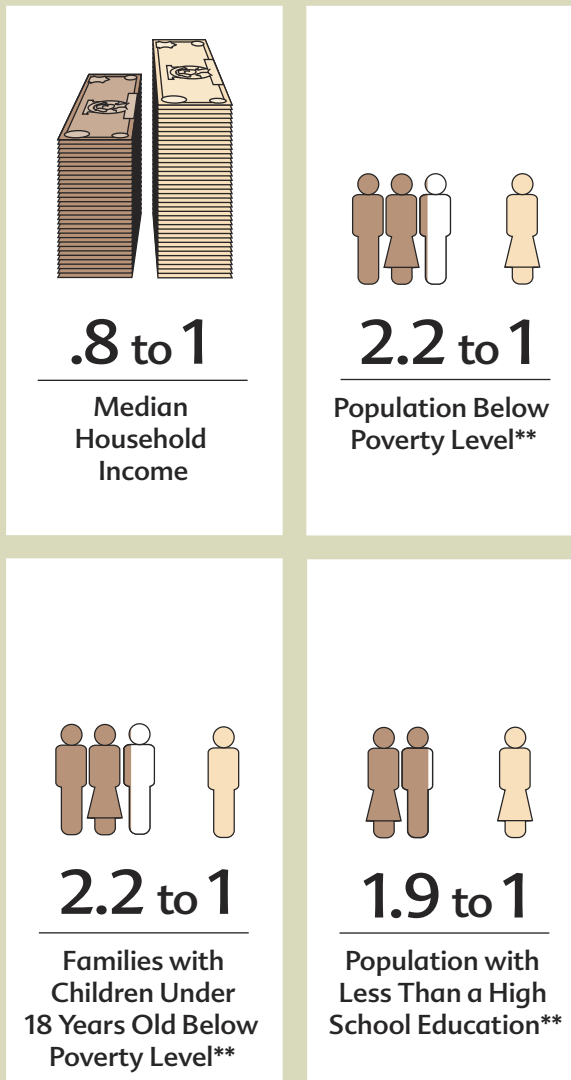 .8 to 1
Median
Household
Income
2.2 to 1
Population Below
Poverty Level**
2.2 to 1
Families with
Children Under
18 Years Old Below
Poverty Level**
1.9 to 1
Population with
Less Than a High
School Education**